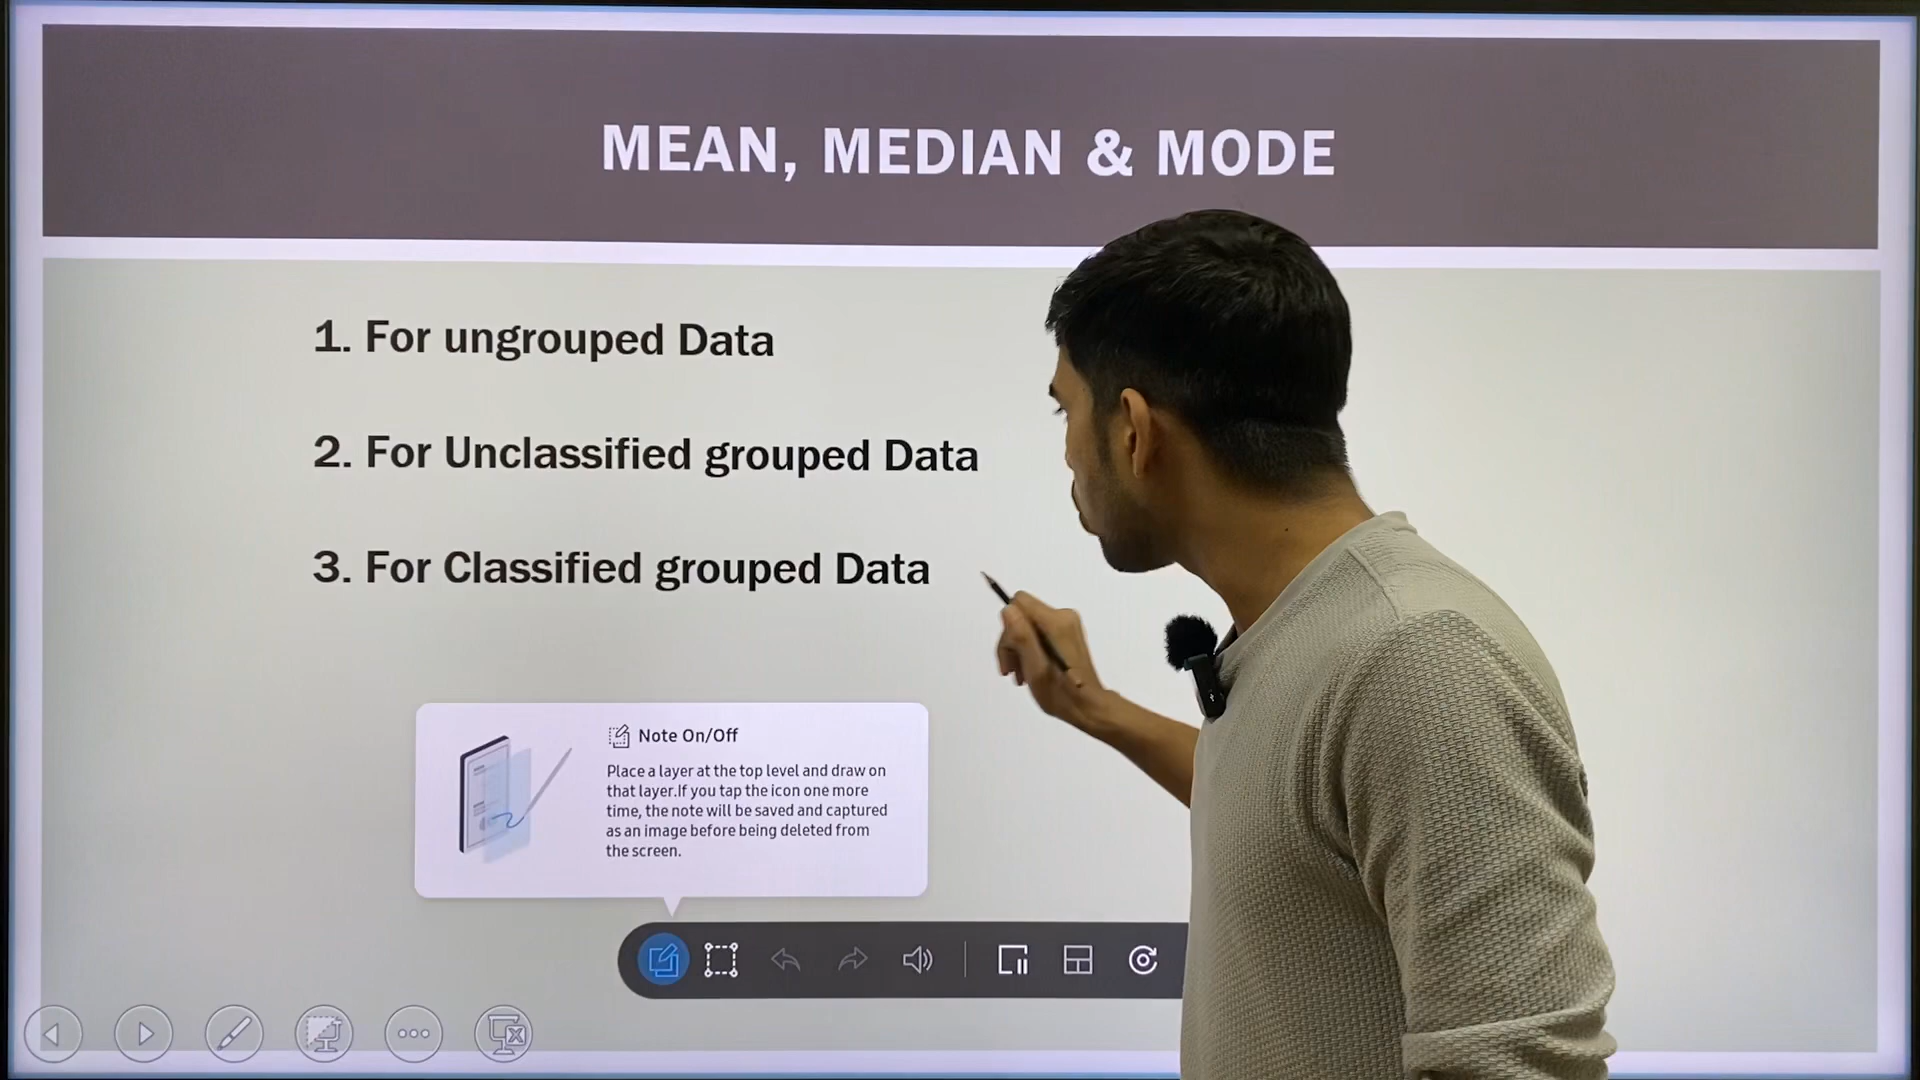 MEAN, MEDIAN & MODE
1. For ungrouped Data
2. For Unclassified grouped Data
3. For Classified grouped Data
Note On/Off
Place a layer at the top level and draw on
that layer.If you tap the icon one more
time, the note will be saved and captured
as an image before being deleted from
the screen.